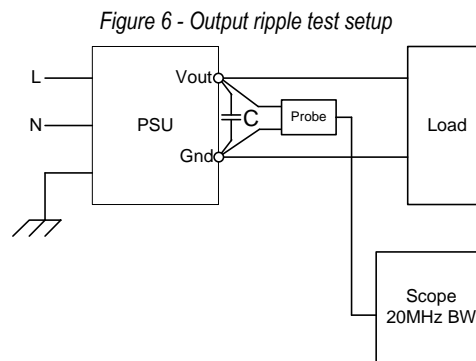 Figure 6 - Output ripple test setup
L
Vout
N
PSU
C
Probe
Load
Gnd
Scope
20MHz BW